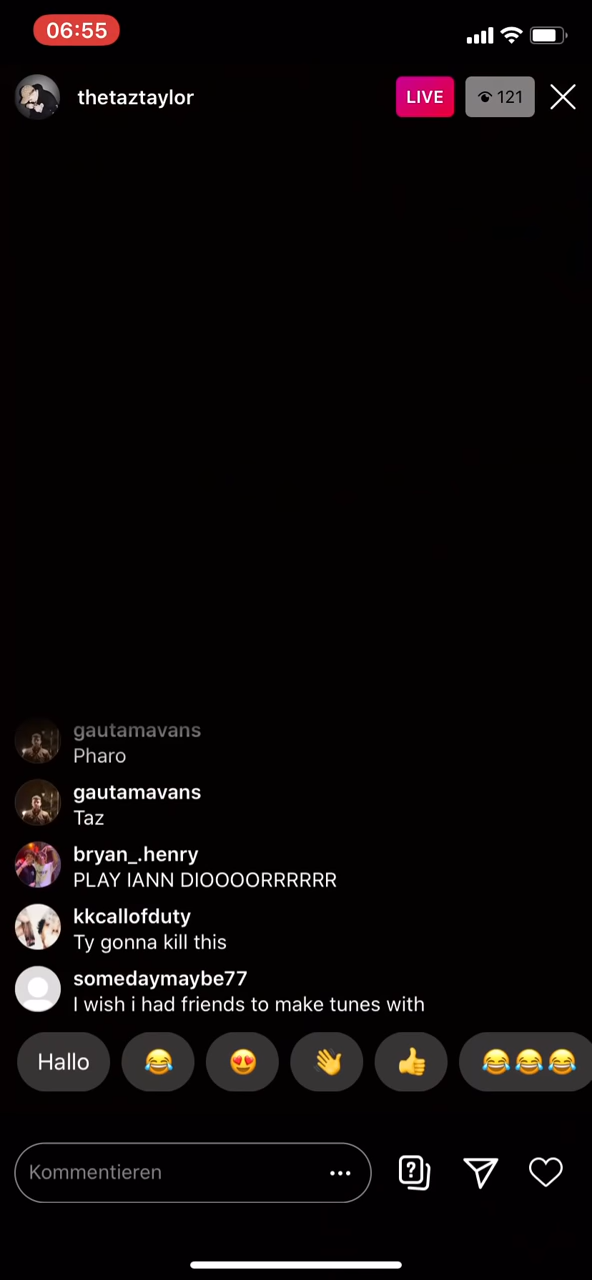 06:55
thetaztaylor
LIVE
121
gautamavans
Pharo
gautamavans
Taz
bryan_.henry
PLAY IANN DIOOOORRRRRR
kkcallofduty
Ty gonna kill this
somedaymaybe77
I wish i had friends to make tunes with
Hallo 😂 😍 👋 👍 😂😂😂
Kommentieren ...